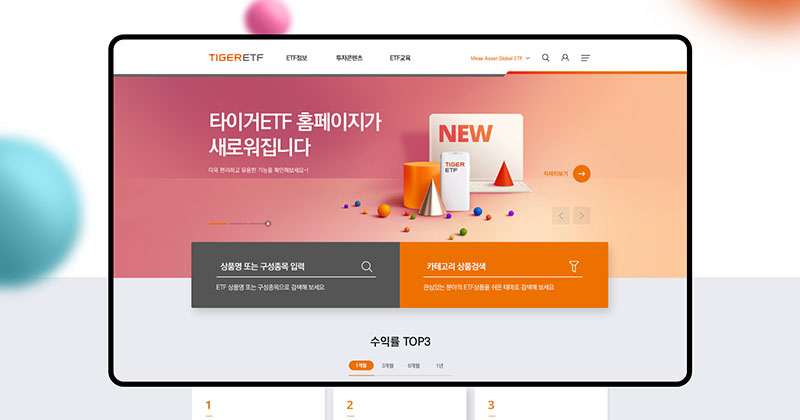 TIGERETF
ETF정보
투자콘텐츠
ETF교육
Mirae Asset Global ETF
타이거ETF 홈페이지가
새로워집니다
더욱 편리하고 유용한 기능을 확인해보세요~!
NEW
TIGER
ETF
자세히보기
상품명 또는 구성종목 입력
ETF 상품명 또는 구성종목으로 검색해 보세요
카테고리 상품검색
관심있는 분야의 ETF상품을 쉬운 테마로 검색해 보세요
수익률 TOP3
1개월
3개월
6개월
1년
1
2
3